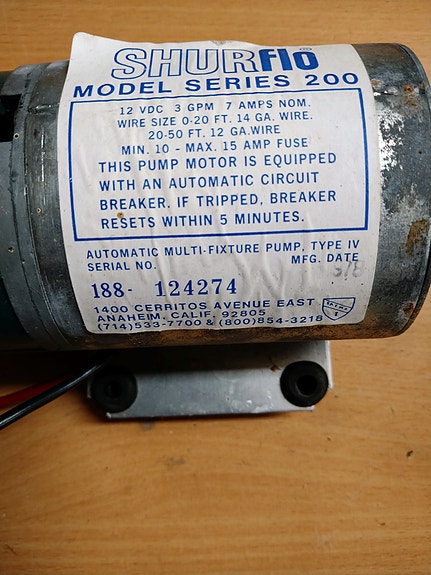 SHURflo®
MODEL SERIES 200
12 VDC 3 GPM 7 AMPS NOM.
WIRE SIZE 0-20 FT. 14 GA. WIRE.
20-50 FT. 12 GA.WIRE
MIN. 10 - MAX. 15 AMP FUSE
THIS PUMP MOTOR IS EQUIPPED
WITH AN AUTOMATIC CIRCUIT
BREAKER. IF TRIPPED, BREAKER
RESETS WITHIN 5 MINUTES.
AUTOMATIC MULTI-FIXTURE PUMP, TYPE IV
SERIAL NO. MFG. DATE
188- 124274
1400 CERRITOS AVENUE EAST
ANAHEIM, CALIF. 92805
(714)533-7700 & (800)854-3218